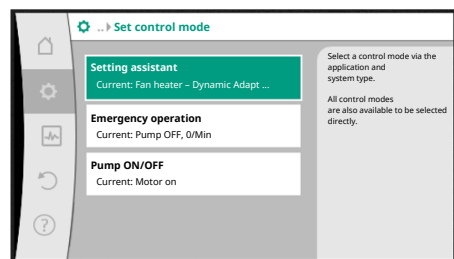 .. Set control mode
Setting assistant
Current: Fan heater – Dynamic Adapt ...
Emergency operation
Current: Pump OFF, 0/Min
Pump ON/OFF
Current: Motor on
Select a control mode via the
application and
system type.
All control modes
are also available to be selected
directly.